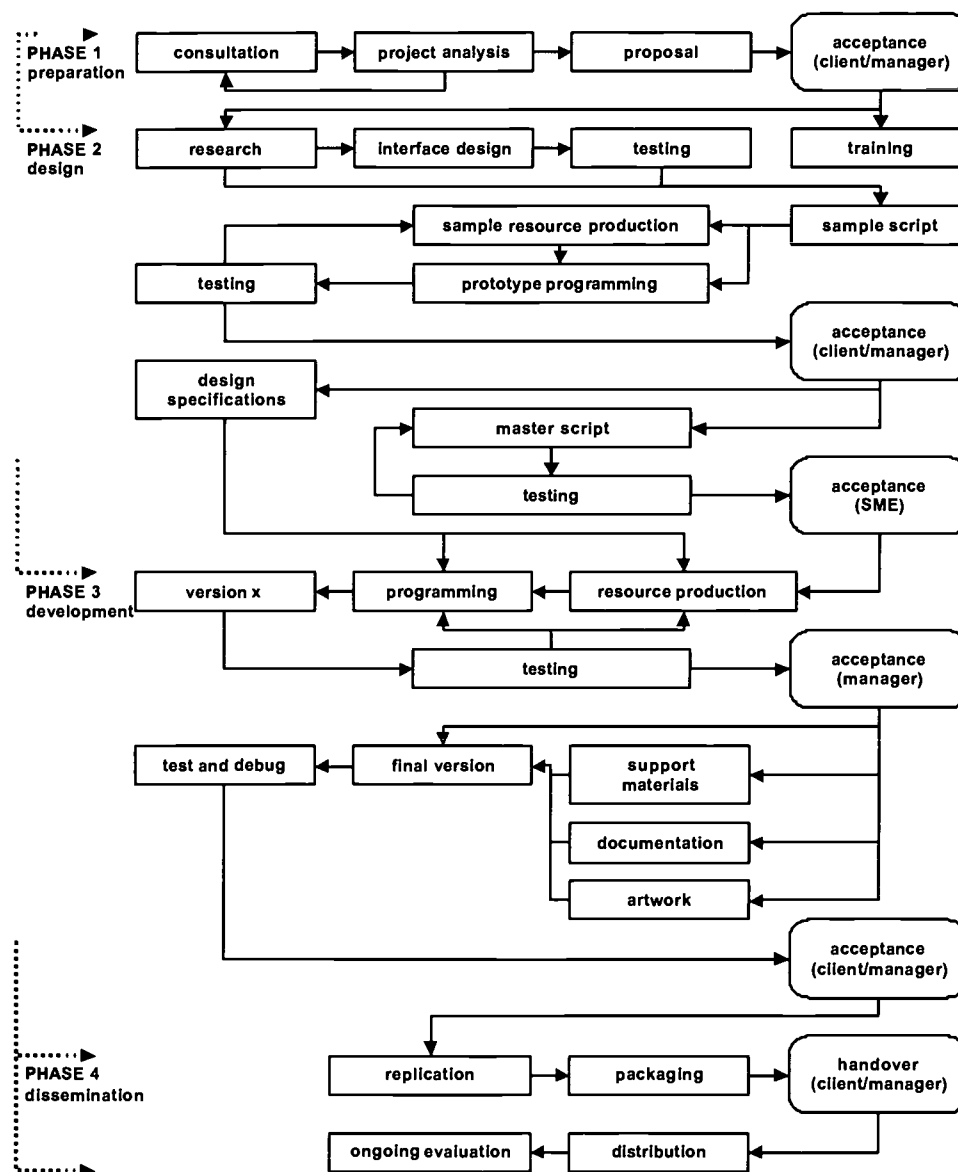 PHASE 1
preparation
consultation
project analysis
proposal
acceptance
(client/manager)
PHASE 2
design
research
interface design
testing
training
sample resource production
sample script
testing
prototype programming
acceptance
(client/manager)
design
specifications
master script
testing
acceptance
(SME)
PHASE 3
development
version x
programming
resource production
testing
acceptance
(manager)
test and debug
final version
support
materials
documentation
artwork
acceptance
(client/manager)
PHASE 4
dissemination
replication
packaging
handover
(client/manager)
ongoing evaluation
distribution